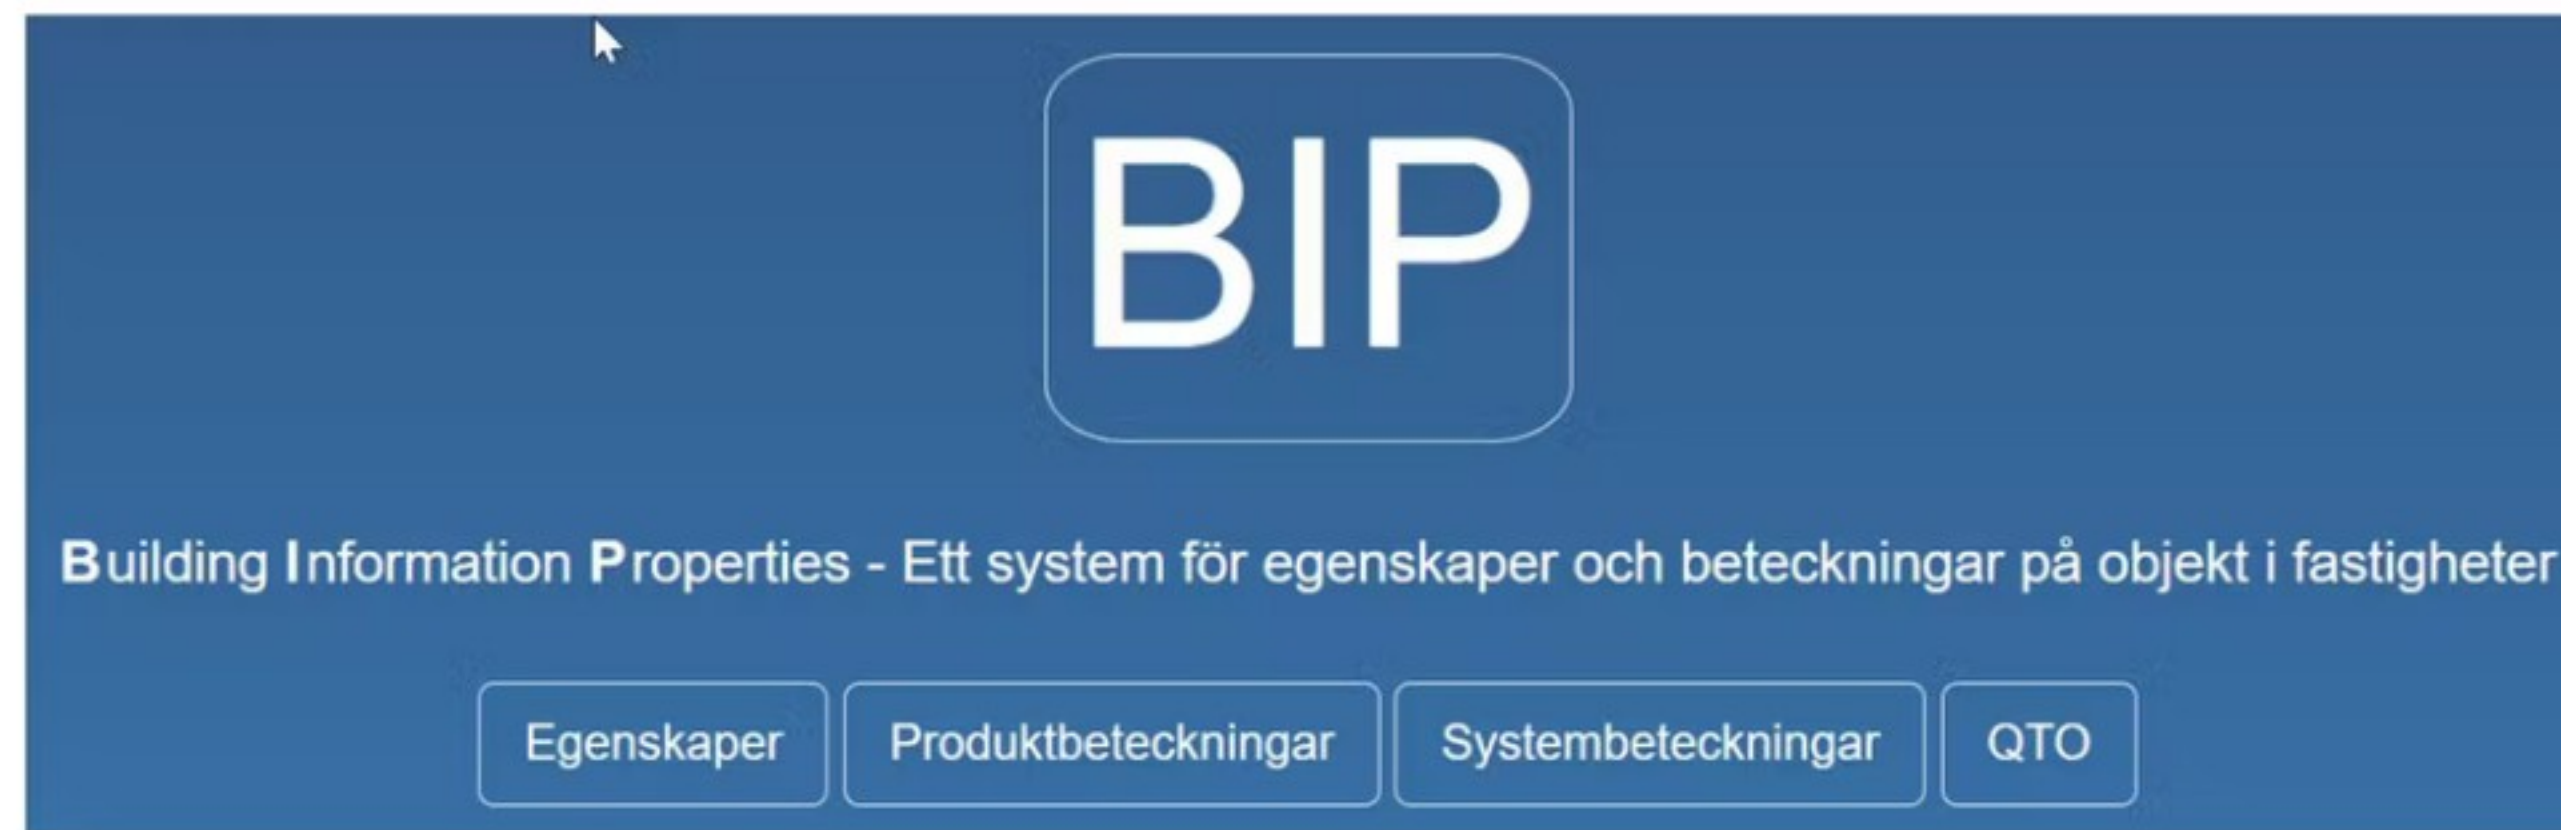 BIP
Building Information Properties - Ett system för egenskaper och beteckningar på objekt i fastigheter
Egenskaper Produktbeteckningar Systembeteckningar QTO